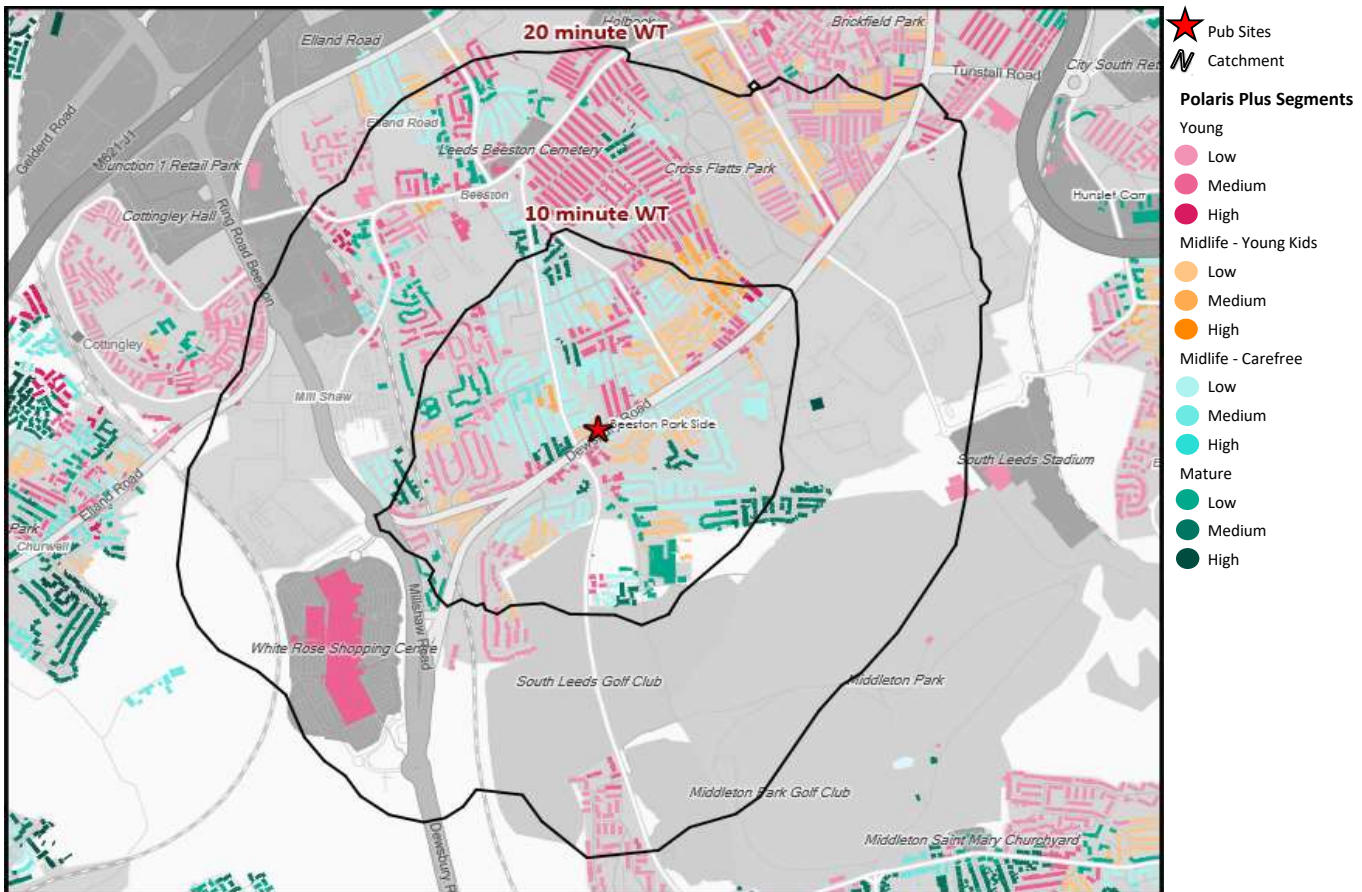 Holbeck
Brickfield Park
Elland Road
20 minute WT
Tunstall Road
City South Ret
Gelderd Road
M621-J1
Elland Road
Junction 1 Retail Park
Leeds Beeston Cemetery
Cross Flatts Park
Beeston
Hunslet Carr
Cottingley Hall
10 minute WT
Ring Road Beeston
Cottingley
Mill Shaw
Dewsbury Road
Beeston Park Side
South Leeds Stadium
Elland Road
Park
Churwell
Millshaw Road
White Rose Shopping Centre
South Leeds Golf Club
Middleton Park
Middleton Park Golf Club
Middleton Saint Mary Churchyard
Dewsbury R
Pub Sites
Catchment
Polaris Plus Segments
Young
Low
Medium
High
Midlife - Young Kids
Low
Medium
High
Midlife - Carefree
Low
Medium
High
Mature
Low
Medium
High